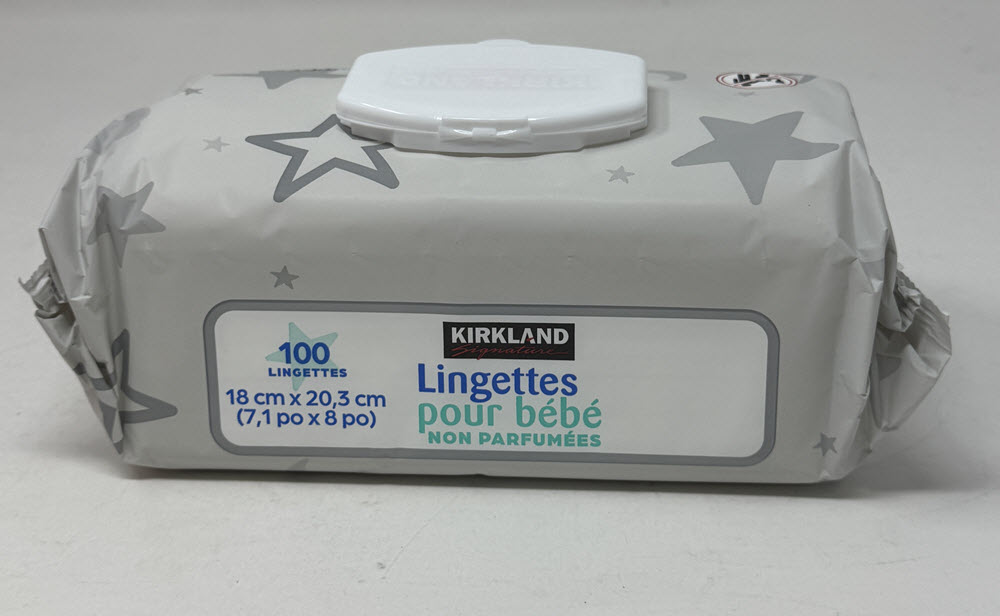 100
LINGETTES
18 cm x 20,3 cm
(7,1 po x 8 po)
KIRKLAND
Signature
Lingettes
pour bébé
NON PARFUMÉES